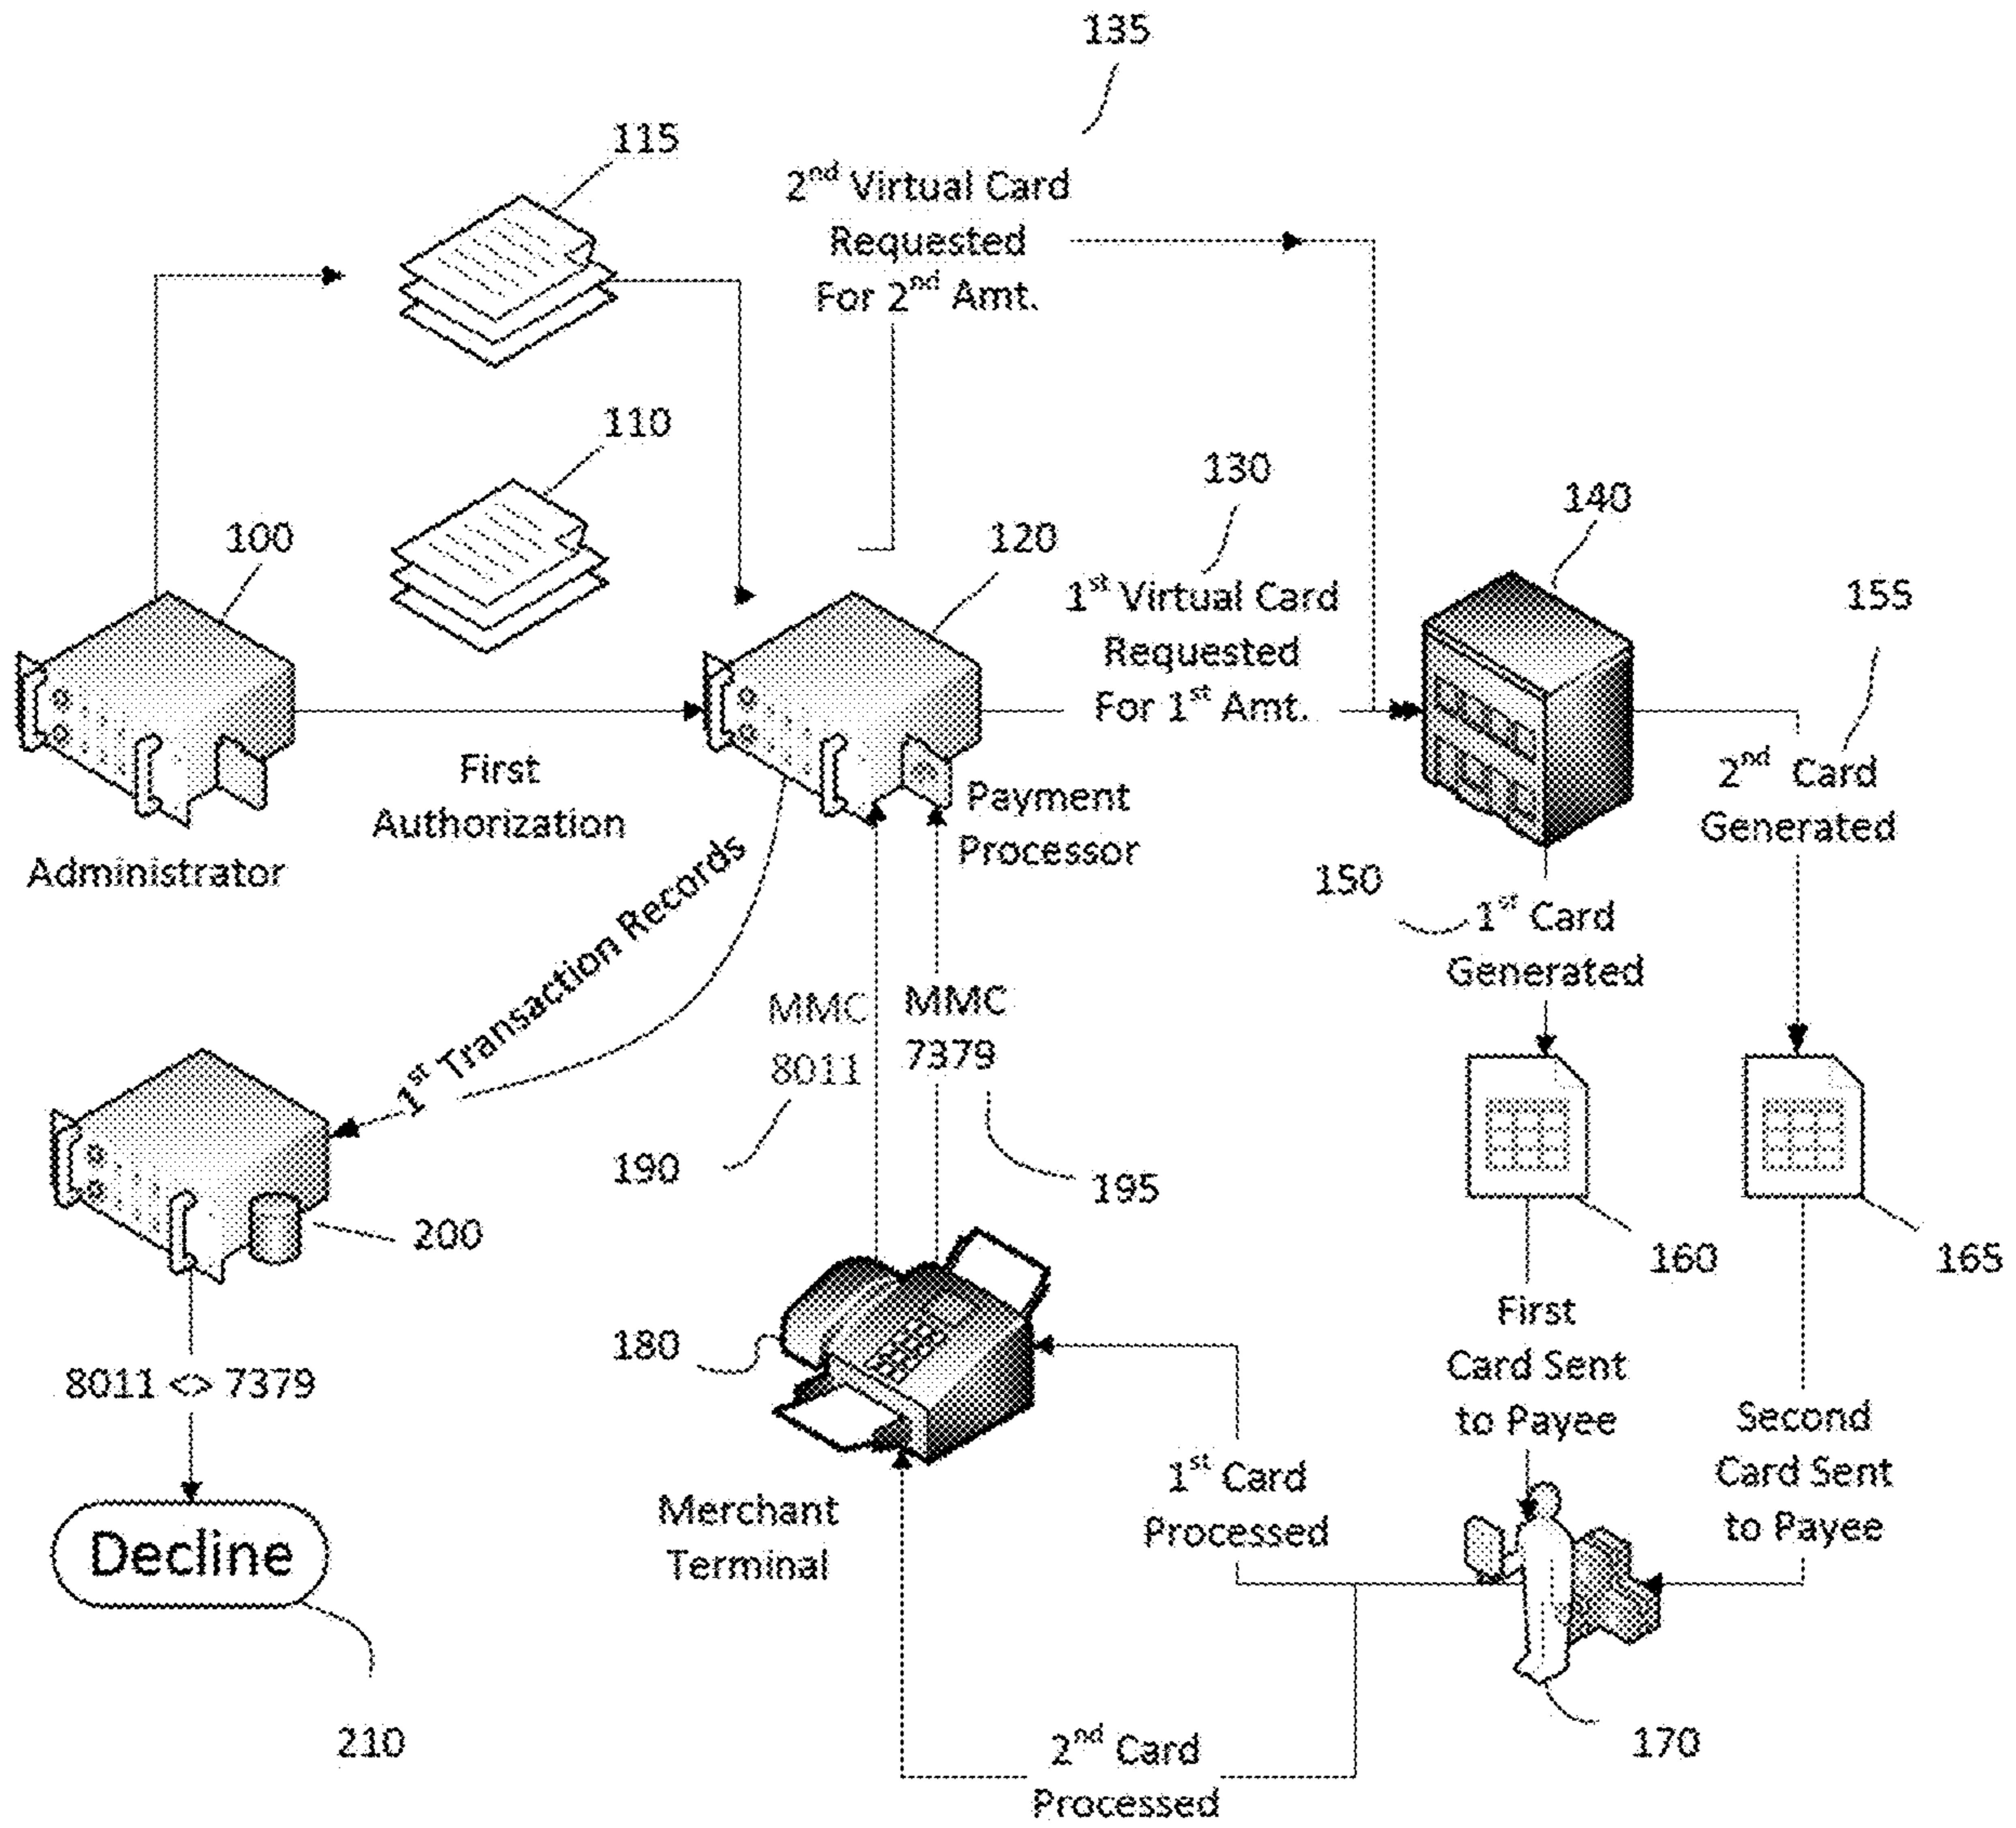 135
115
2nd Virtual Card
Requested
For 2nd Amt.
110
130
140
100
120
155
1st Virtual Card
Requested
For 1st Amt.
First
Authorization
Payment
Processor
2nd Card
Generated
Administrator
150
1st Card
Generated
1st Transaction Records
MMC
8011
MMC
7379
190
195
200
160
165
180
First
Card Sent
to Payee
8011 <> 7379
Second
Card Sent
to Payee
1st Card
Processed
Merchant
Terminal
Decline
210
170
2nd Card
Processed